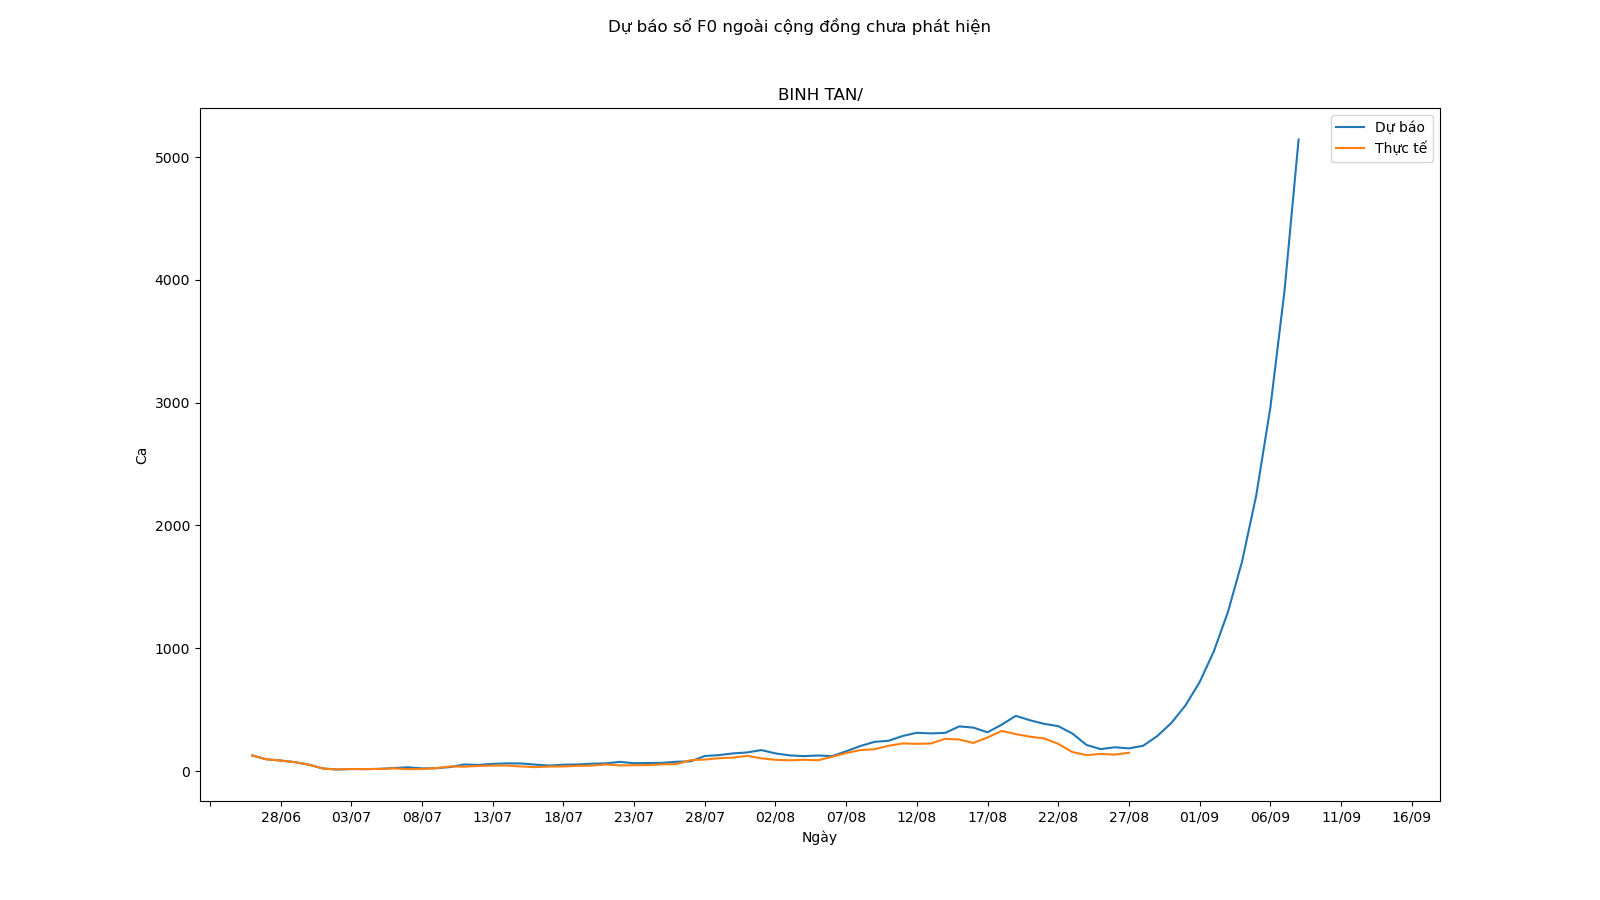 Dự báo số F0 ngoài cộng đồng chưa phát hiện
BINH TAN/
Dự báo
Thực tế
5000
4000
3000
2000
1000
0
Ca
28/06 03/07 08/07 13/07 18/07 23/07 28/07 02/08 07/08 12/08 17/08 22/08 27/08 01/09 06/09 11/09 16/09
Ngày